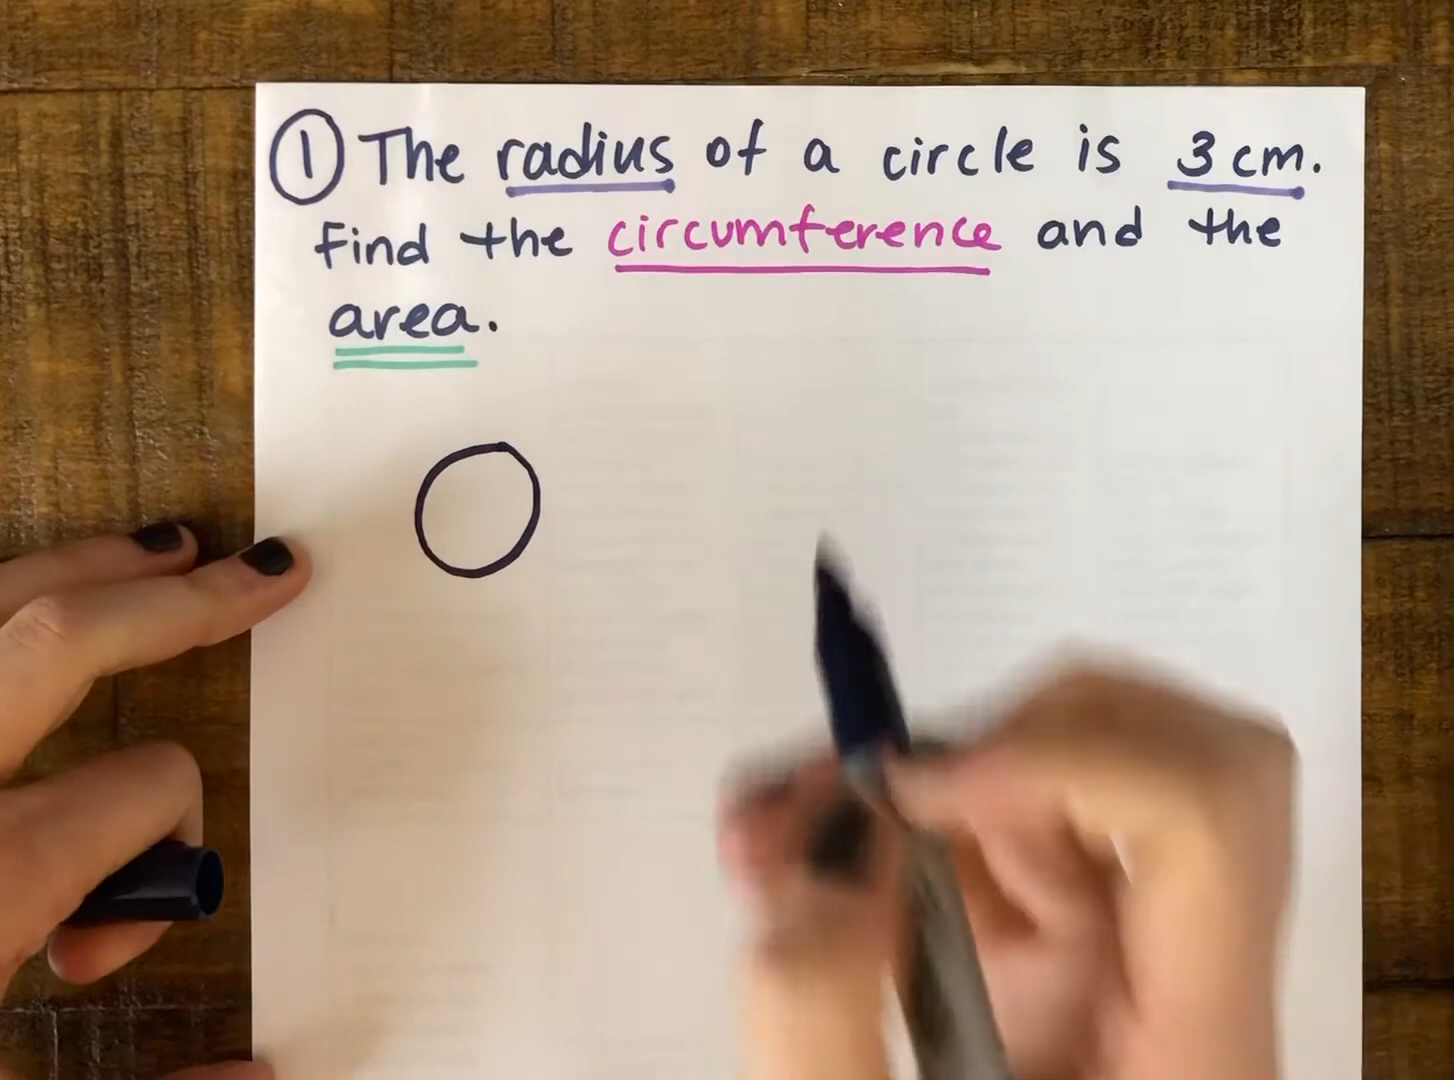 ① The radius of a circle is 3 cm.
Find the circumference and the
area.